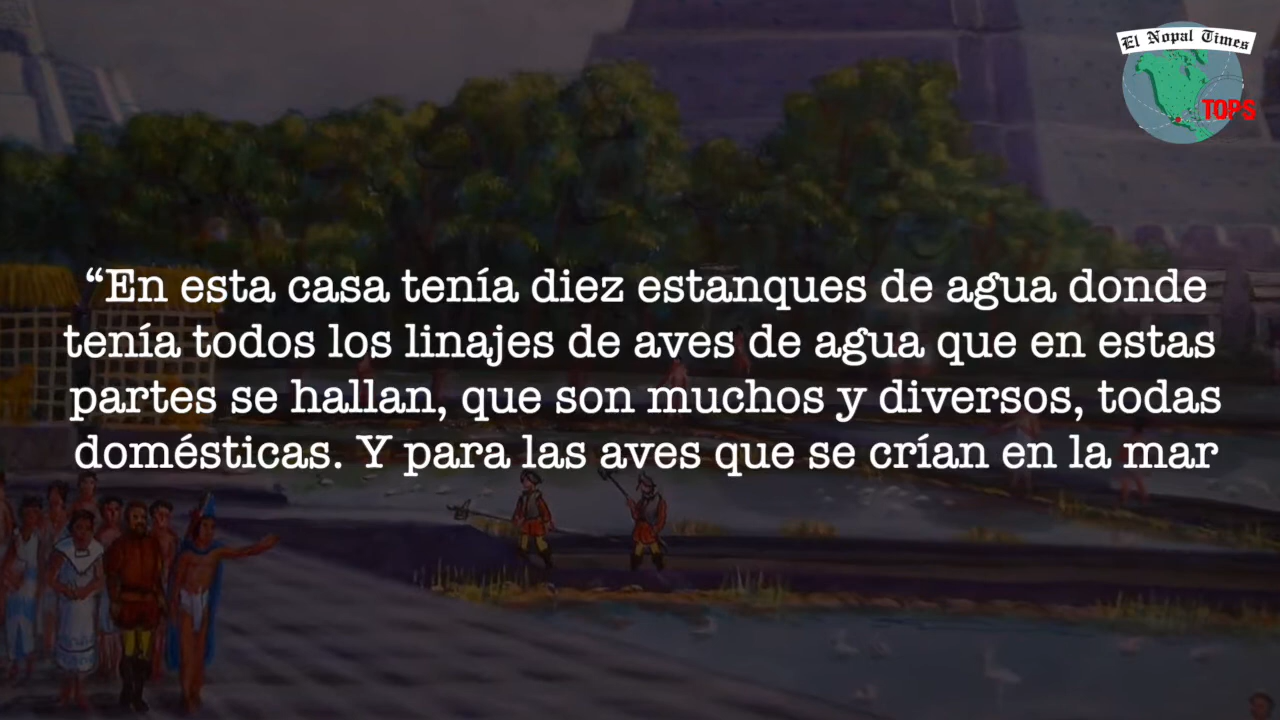 El Nopal Times
TOPS
“En esta casa tenía diez estanques de agua donde
tenía todos los linajes de aves de agua que en estas
partes se hallan, que son muchos y diversos, todas
domésticas. Y para las aves que se crían en la mar